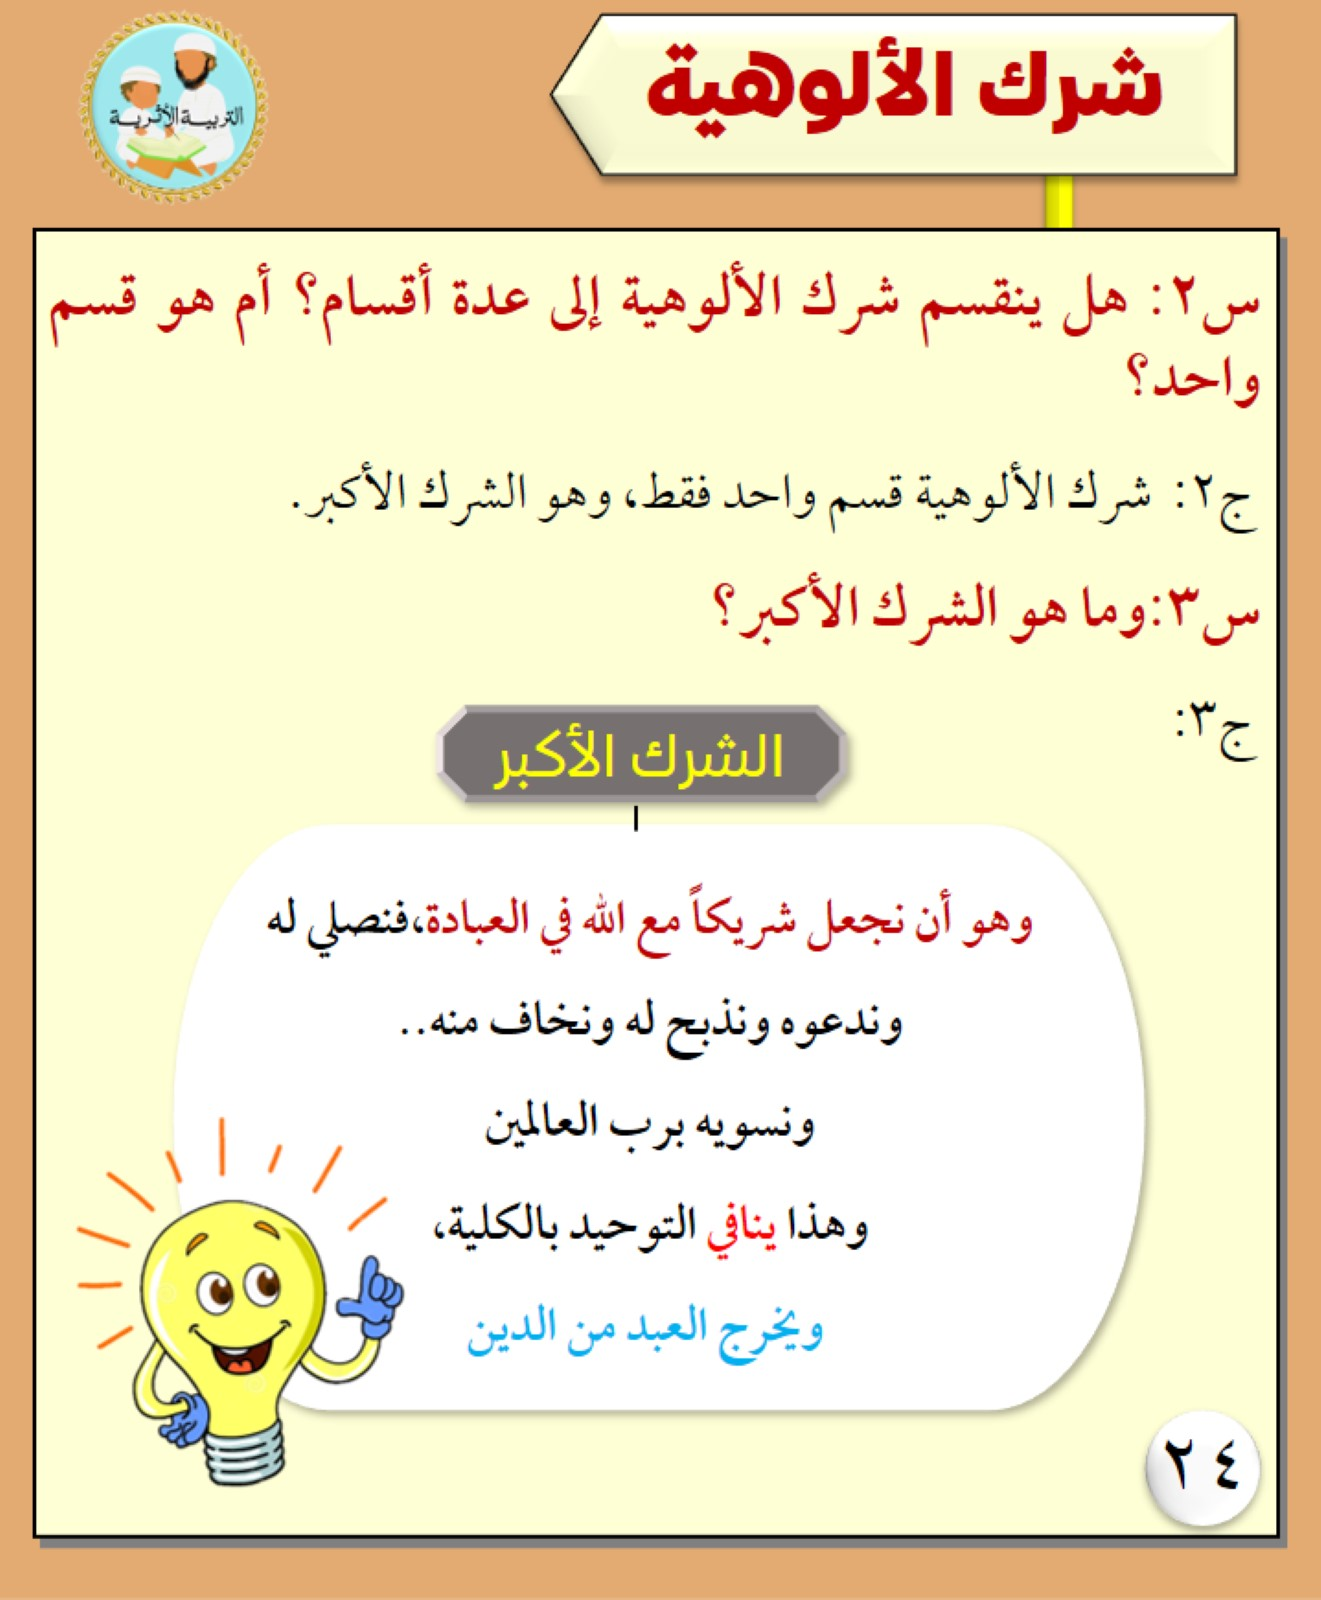 شرك الألوهية
التربية الأثرية
س٢: هل ينقسم شرك الألوهية إلى عدة أقسام؟ أم هو قسم
واحد؟
ج٢: شرك الألوهية قسم واحد فقط، وهو الشرك الأكبر.
س٣:وما هو الشرك الأكبر؟
ج٣:
الشرك الأكبر
وهو أن نجعل شريكاً مع الله في العبادة،فنصلي له
وندعوه ونذبح له ونخاف منه..
ونسويه برب العالمين
وهذا ينافي التوحيد بالكلية،
ويخرج العبد من الدين
٢٤